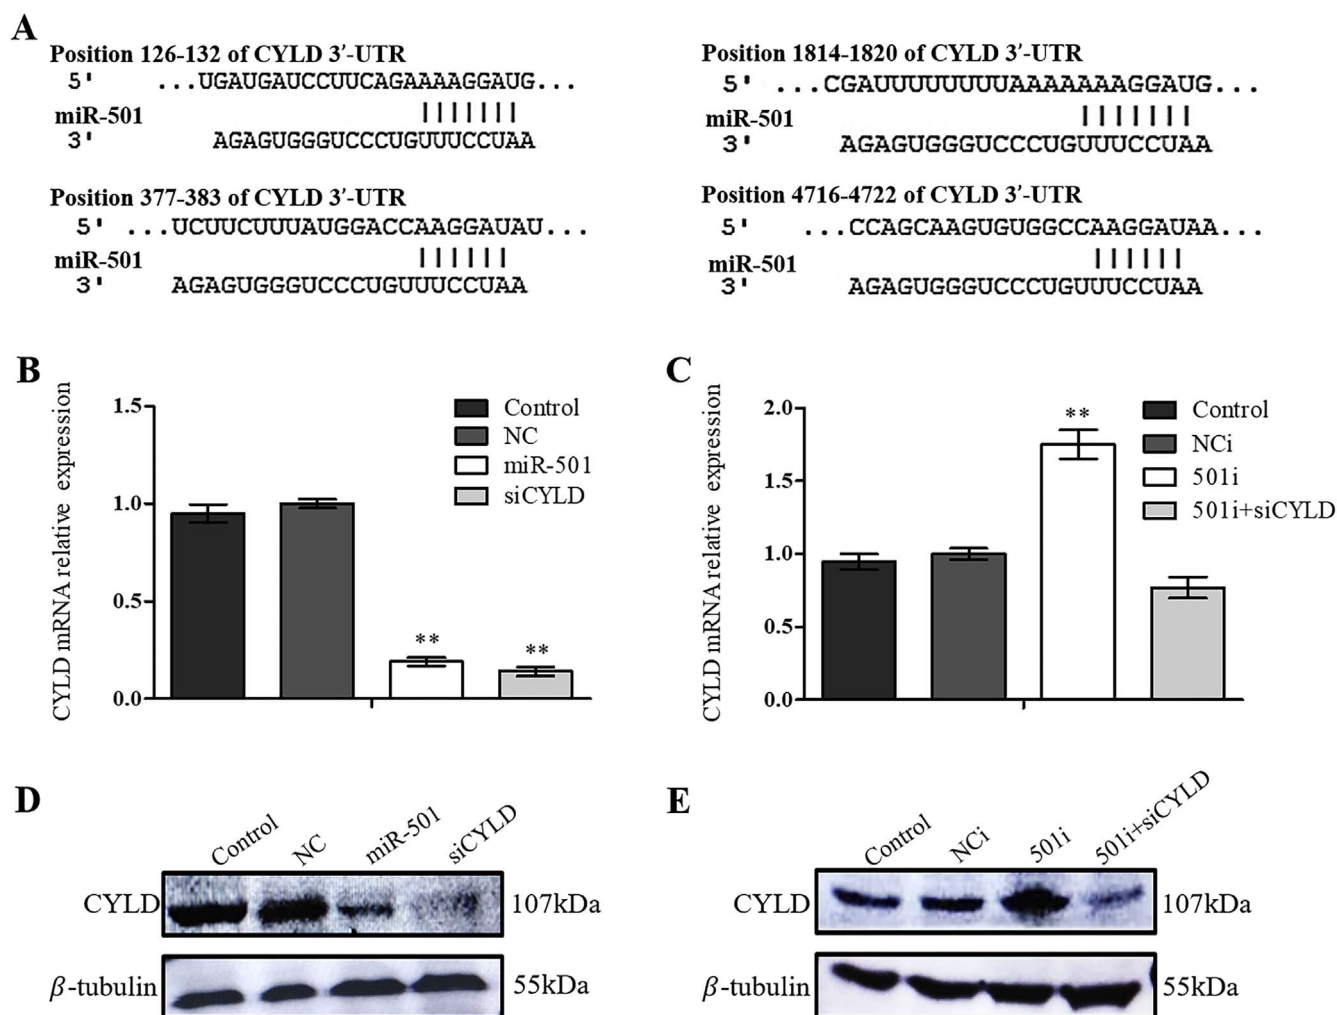 A
Position 126-132 of CYLD 3′-UTR
5' ...UGAUGAUCCUUCAGAAAAGGAUG...
miR-501
3' AGAGUGGGUCCCUGUUUCCUAA
Position 1814-1820 of CYLD 3′-UTR
5' ...CGAUUUUUUUUUAAAAAAAGGAUG...
miR-501
3' AGAGUGGGUCCCUGUUUCCUAA
Position 377-383 of CYLD 3′-UTR
5' ...UCUUCUUUAUGGACCAAGGAUAU...
miR-501
3' AGAGUGGGUCCCUGUUUCCUAA
Position 4716-4722 of CYLD 3′-UTR
5' ...CCAGCAAGUGUGGCCAAGGAUAA...
miR-501
3' AGAGUGGGUCCCUGUUUCCUAA
B
CYLD mRNA relative expression
1.5
1.0
0.5
0.0
**
**
Control
NC
miR-501
siCYLD
C
CYLD mRNA relative expression
2.0
1.5
1.0
0.5
0.0
**
Control
NCi
501i
501i+siCYLD
D
Control NC miR-501 siCYLD
CYLD 107kDa
β-tubulin 55kDa
E
Control NCi 501i 501i+siCYLD
CYLD 107kDa
β-tubulin 55kDa